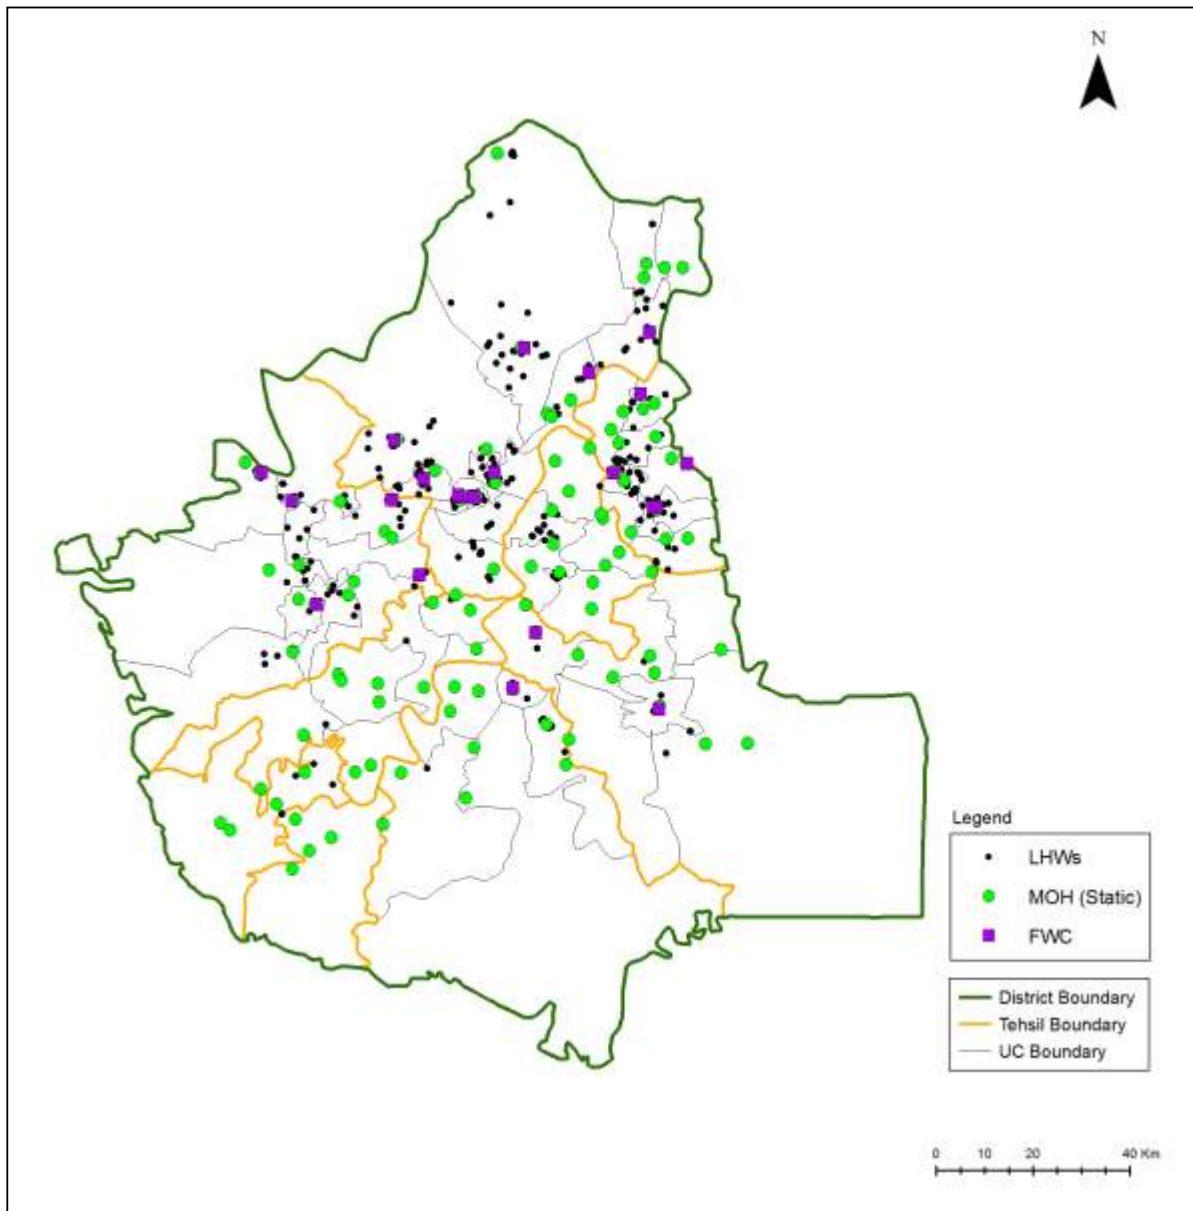 N
Legend
LHWs
MOH (Static)
FWC
District Boundary
Tehsil Boundary
UC Boundary
0 10 20 40 Km